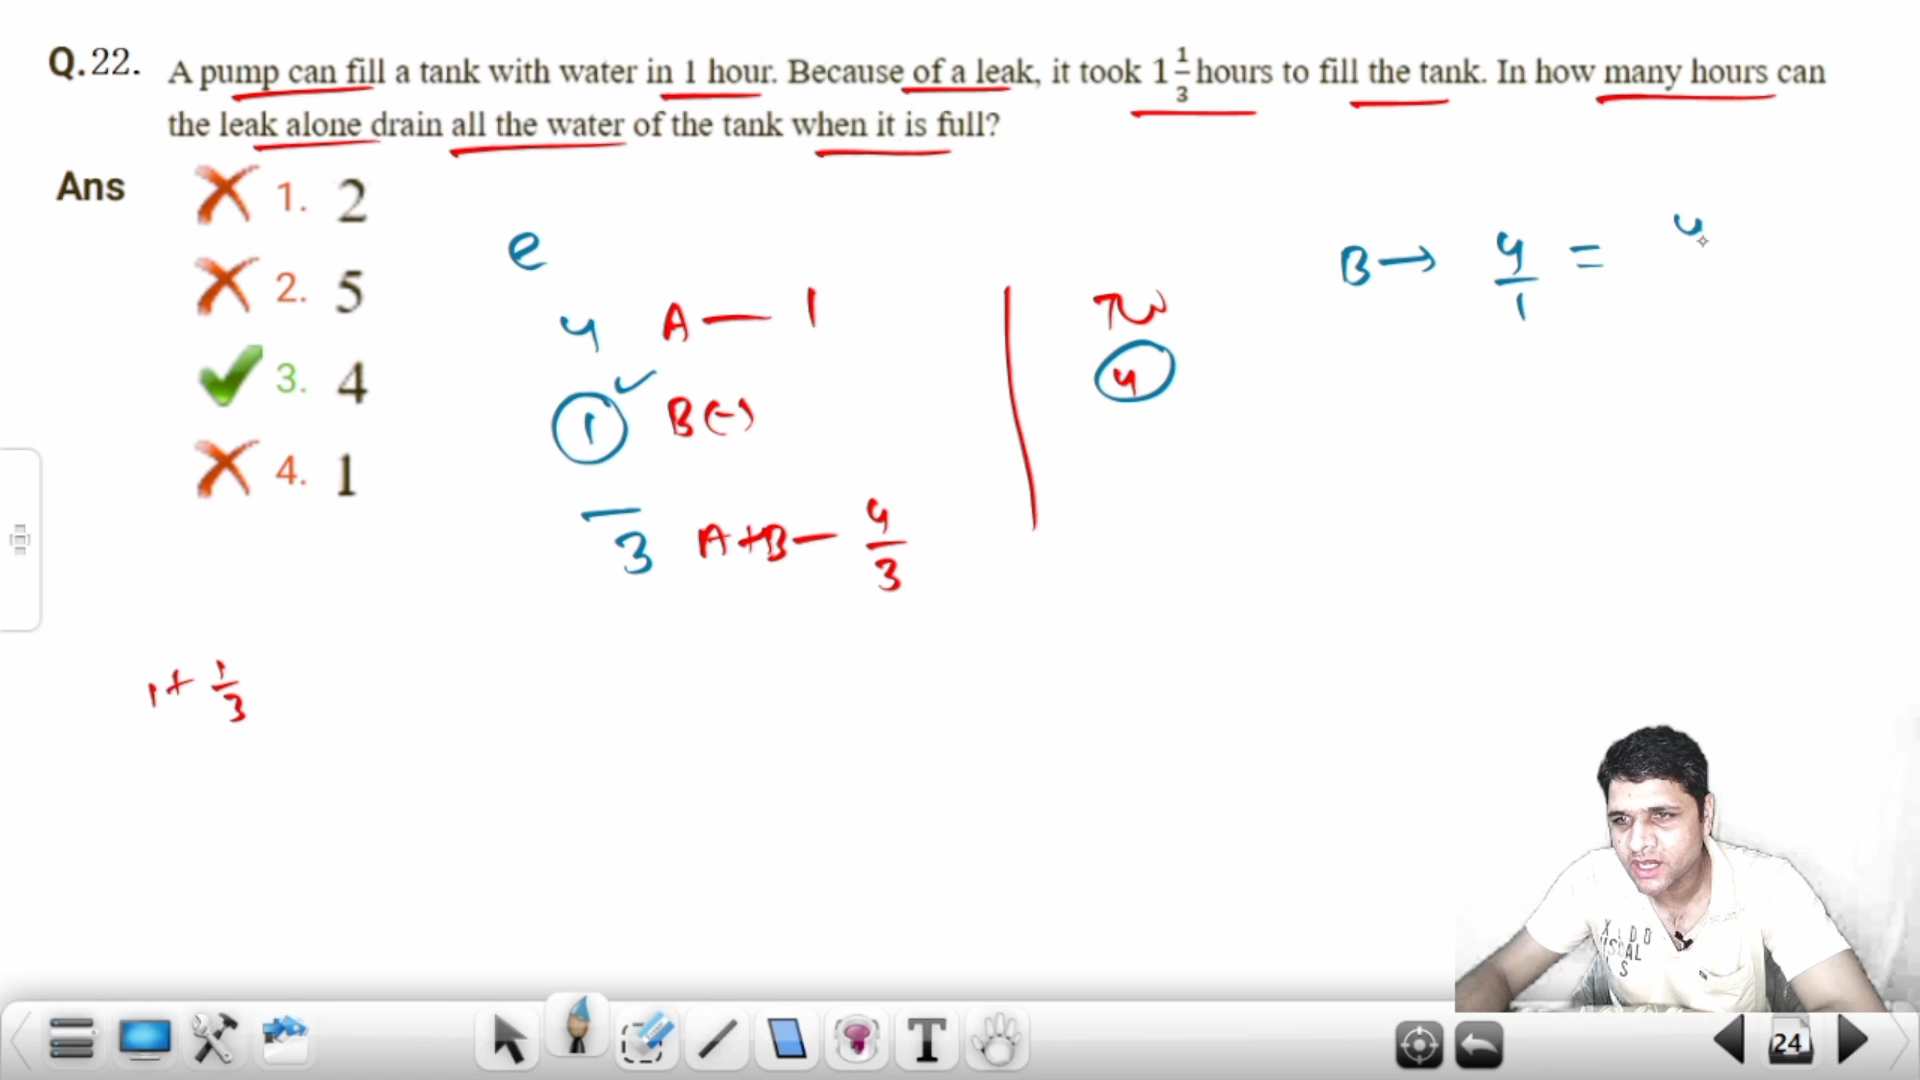 Q.22. A pump can fill a tank with water in 1 hour. Because of a leak, it took 1 1/3 hours to fill the tank. In how many hours can
the leak alone drain all the water of the tank when it is full?
Ans
1. 2
2. 5
3. 4
4. 1
e
4 A — 1
1 B(-)
3 A+B — 4/3
TW
4
B → 4/1 =
1+ 1/3
T
24